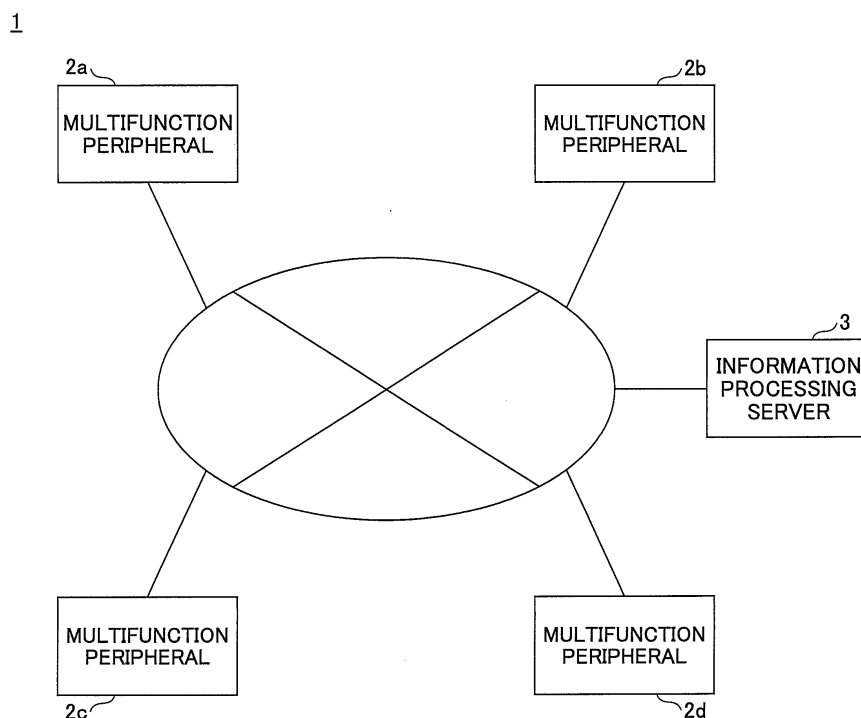 1
2a
MULTIFUNCTION
PERIPHERAL
2b
MULTIFUNCTION
PERIPHERAL
3
INFORMATION
PROCESSING
SERVER
MULTIFUNCTION
PERIPHERAL
2c
MULTIFUNCTION
PERIPHERAL
2d